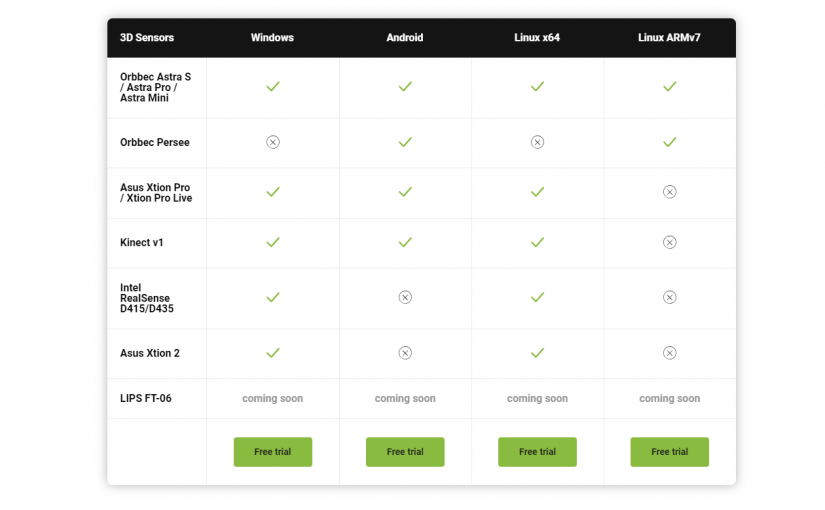 3D Sensors Windows Android Linux x64 Linux ARMv7
Orbbec Astra S
/ Astra Pro /
Astra Mini
Orbbec Persee
Asus Xtion Pro
/ Xtion Pro Live
Kinect v1
Intel
RealSense
D415/D435
Asus Xtion 2
LIPS FT-06 coming soon coming soon coming soon coming soon
Free trial Free trial Free trial Free trial